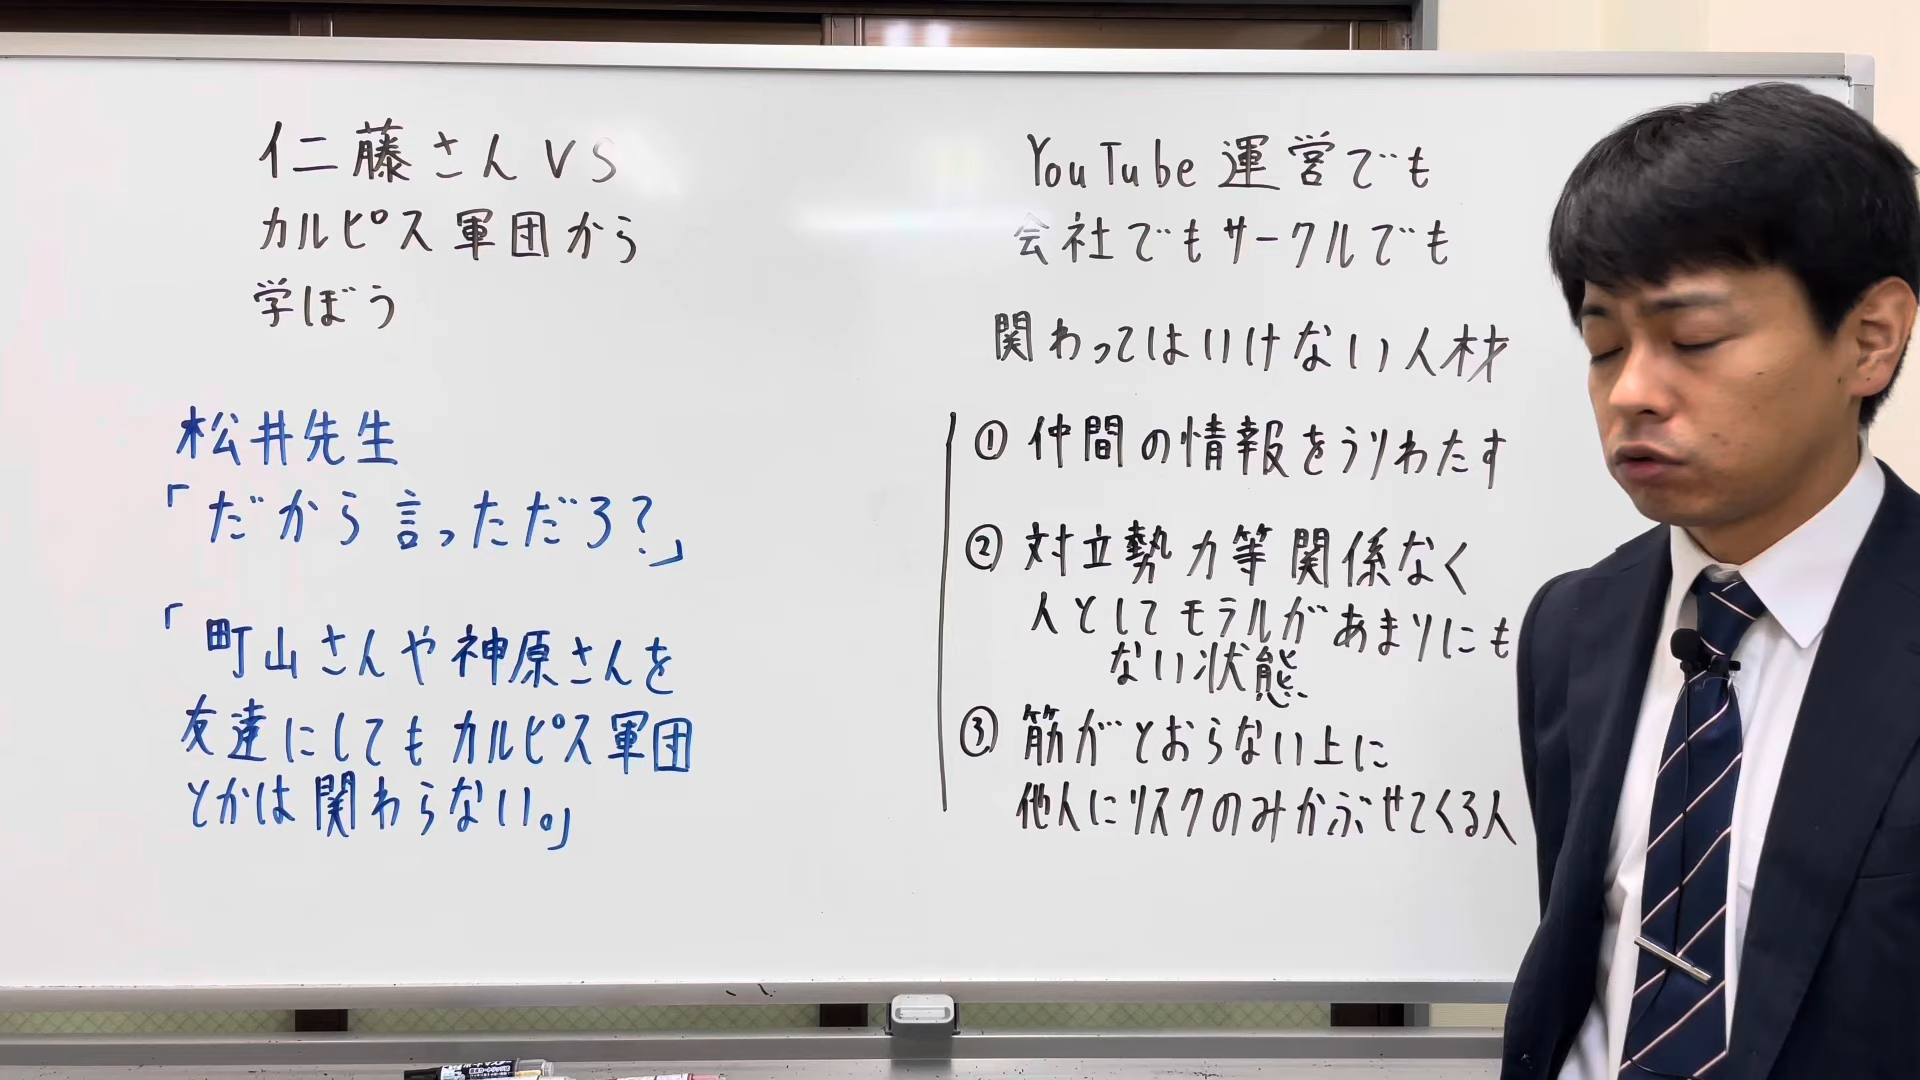 仁藤さんVS
カルピス軍団から
学ぼう
松井先生
「だから言っただろ?」
「町山さんや神原さんを
友達にしてもカルピス軍団
とかは関わらない。」
YouTube運営でも
会社でもサークルでも
関わってはいけない人材
① 仲間の情報をうりわたす
② 対立勢力等関係なく
人としてモラルがあまりにも
ない状態
③ 筋がとおらない上に
他人にリスクのみかぶせてくる人